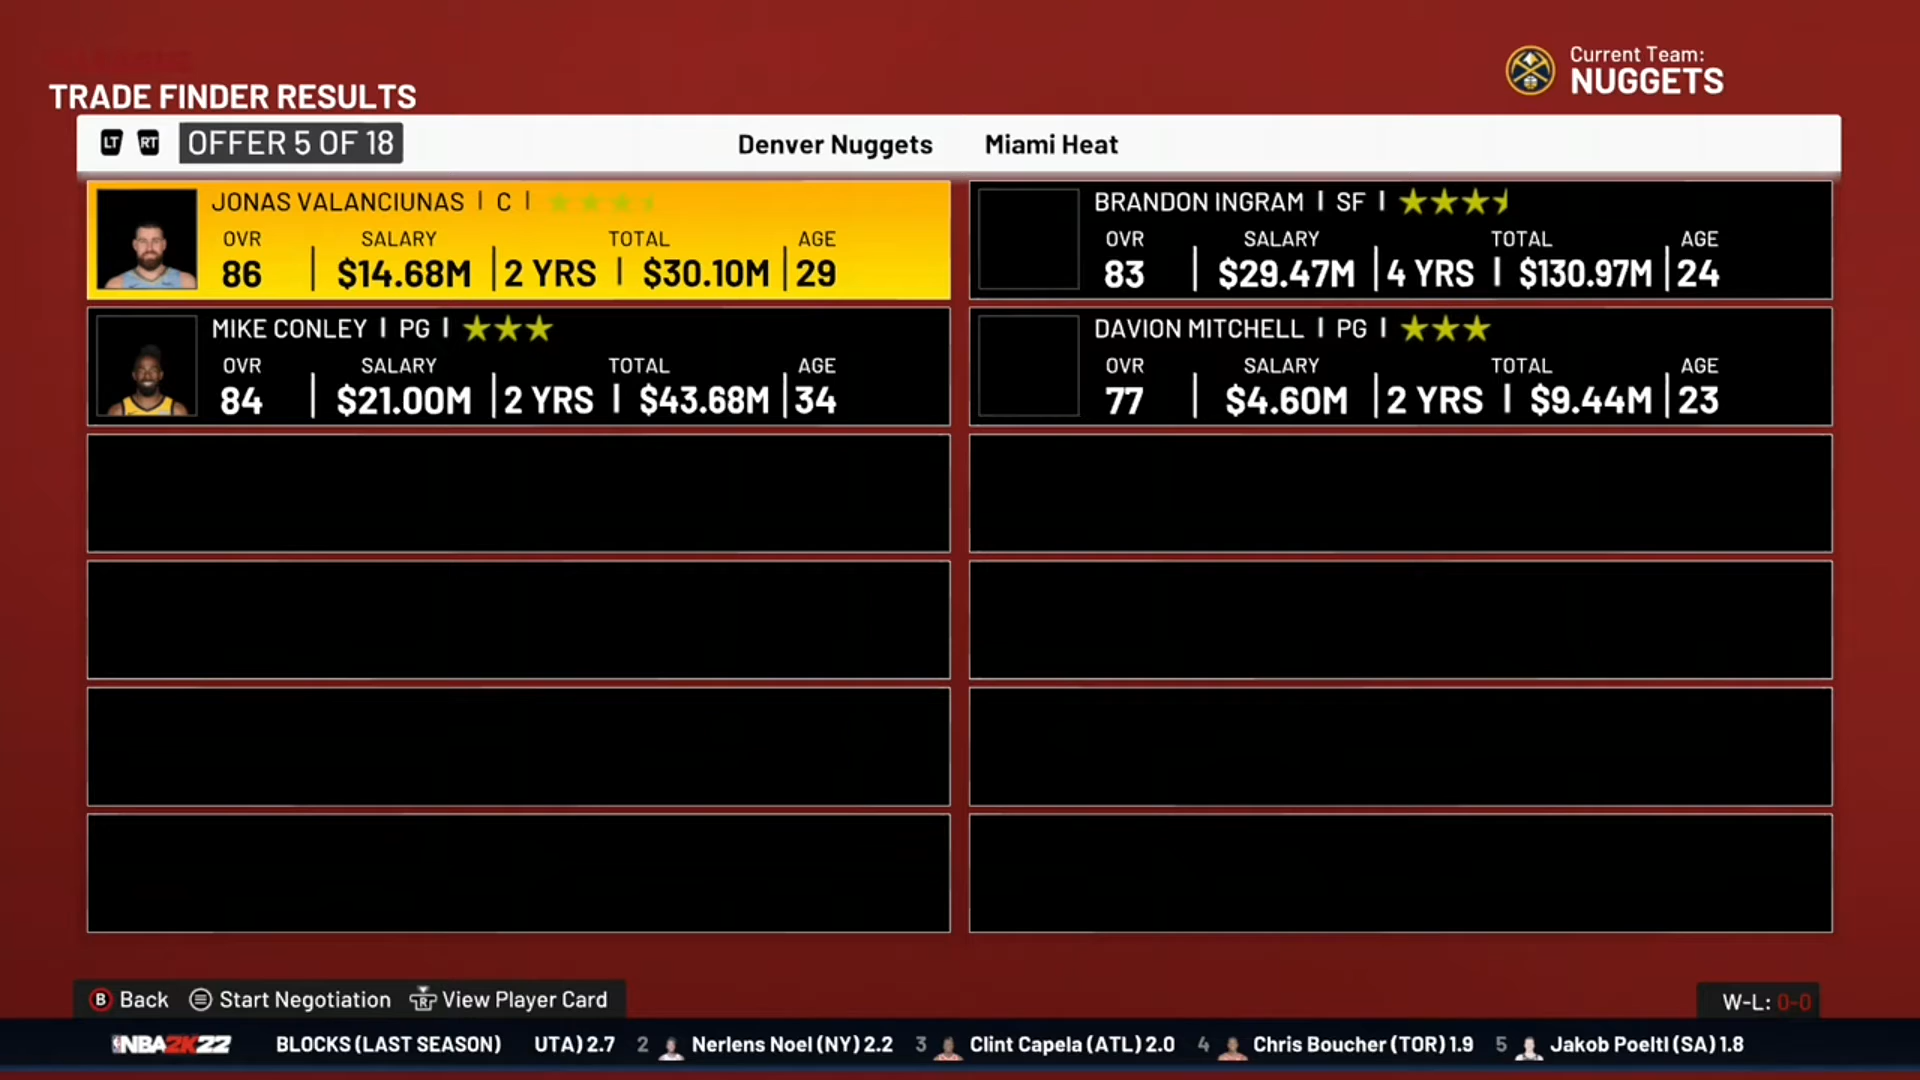 Current Team:
NUGGETS
TRADE FINDER RESULTS
LT RT OFFER 5 OF 18 Denver Nuggets Miami Heat
JONAS VALANCIUNAS | C |
OVR SALARY TOTAL AGE
86 | $14.68M | 2 YRS | $30.10M | 29
BRANDON INGRAM | SF |
OVR SALARY TOTAL AGE
83 | $29.47M | 4 YRS | $130.97M | 24
MIKE CONLEY | PG |
OVR SALARY TOTAL AGE
84 | $21.00M | 2 YRS | $43.68M | 34
DAVION MITCHELL | PG |
OVR SALARY TOTAL AGE
77 | $4.60M | 2 YRS | $9.44M | 23
B Back Start Negotiation R View Player Card
W-L: 0-0
NBA2K22 BLOCKS (LAST SEASON) UTA) 2.7 2 Nerlens Noel (NY) 2.2 3 Clint Capela (ATL) 2.0 4 Chris Boucher (TOR) 1.9 5 Jakob Poeltl (SA) 1.8